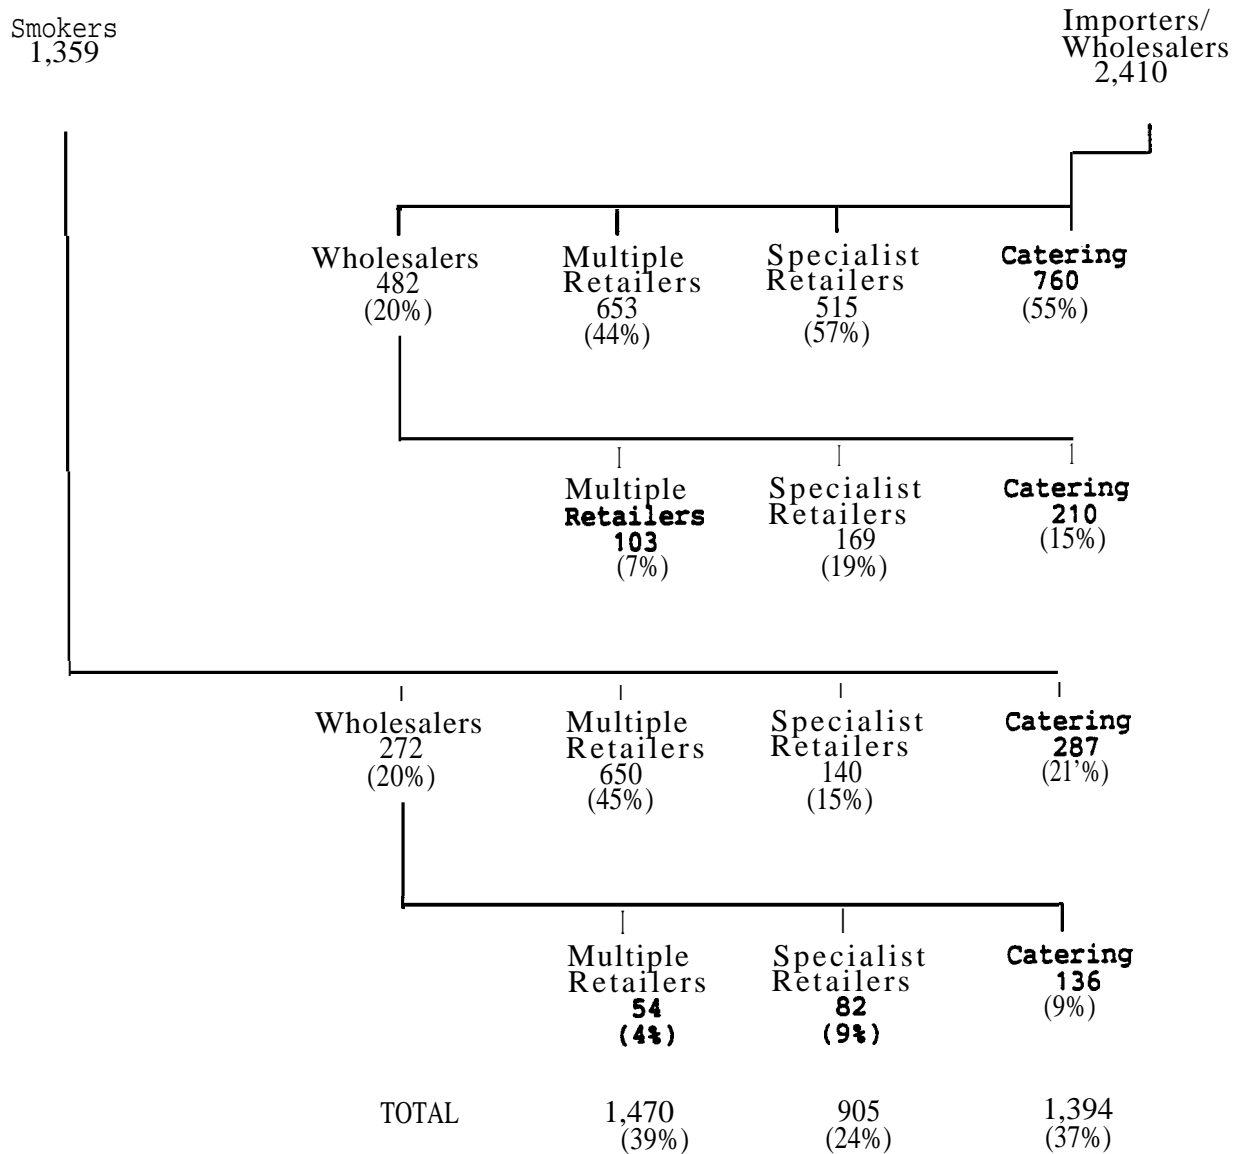 Smokers
1,359
Importers/
Wholesalers
2,410
Wholesalers
482
(20%)
Multiple
Retailers
653
(44%)
Specialist
Retailers
515
(57%)
Catering
760
(55%)
Multiple
Retailers
103
(7%)
Specialist
Retailers
169
(19%)
Catering
210
(15%)
Wholesalers
272
(20%)
Multiple
Retailers
650
(45%)
Specialist
Retailers
140
(15%)
Catering
287
(21'%)
Multiple
Retailers
54
(4%)
Specialist
Retailers
82
(9%)
Catering
136
(9%)
TOTAL 1,470 905 1,394
(39%) (24%) (37%)